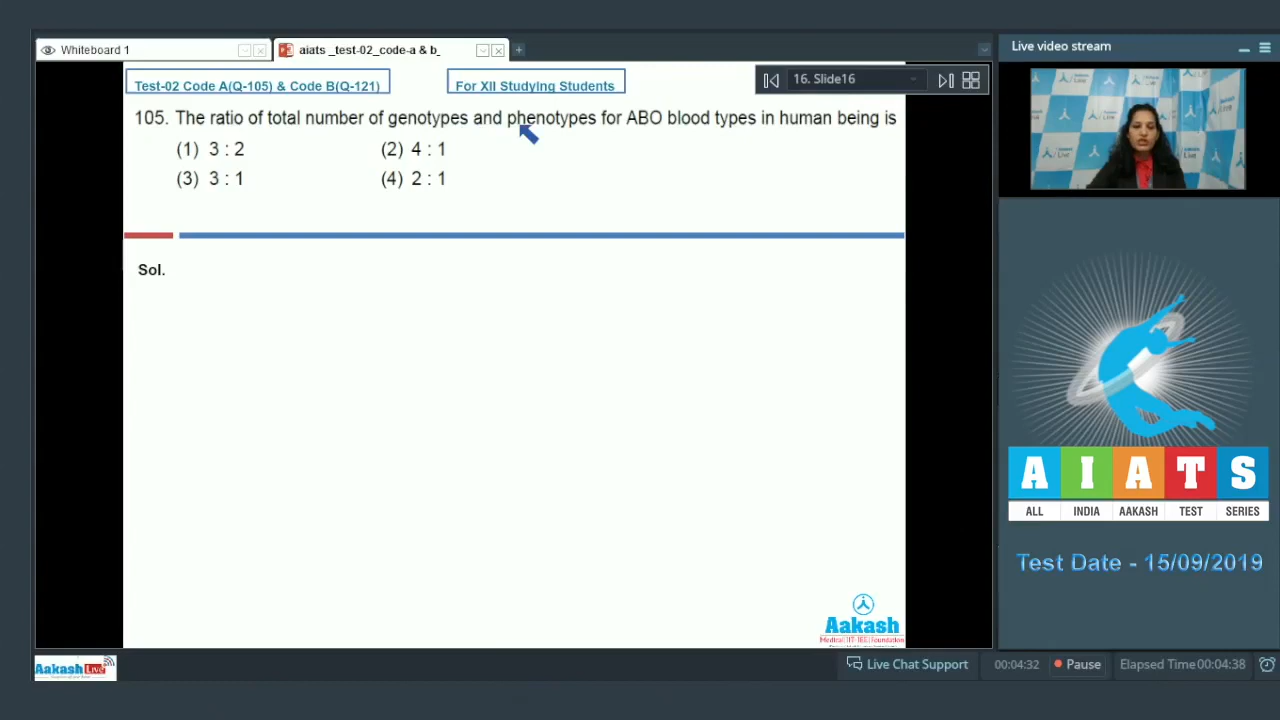 Whiteboard 1
aiats _test-02_code-a & b_
Live video stream
Test-02 Code A(Q-105) & Code B(Q-121)
For XII Studying Students
16. Slide16
105. The ratio of total number of genotypes and phenotypes for ABO blood types in human being is
(1) 3 : 2 (2) 4 : 1
(3) 3 : 1 (4) 2 : 1
Sol.
A I A T S
ALL INDIA AAKASH TEST SERIES
Test Date - 15/09/2019
Aakash
Medical|IIT-JEE|Foundation
Aakash Live
Live Chat Support 00:04:32 Pause Elapsed Time 00:04:38